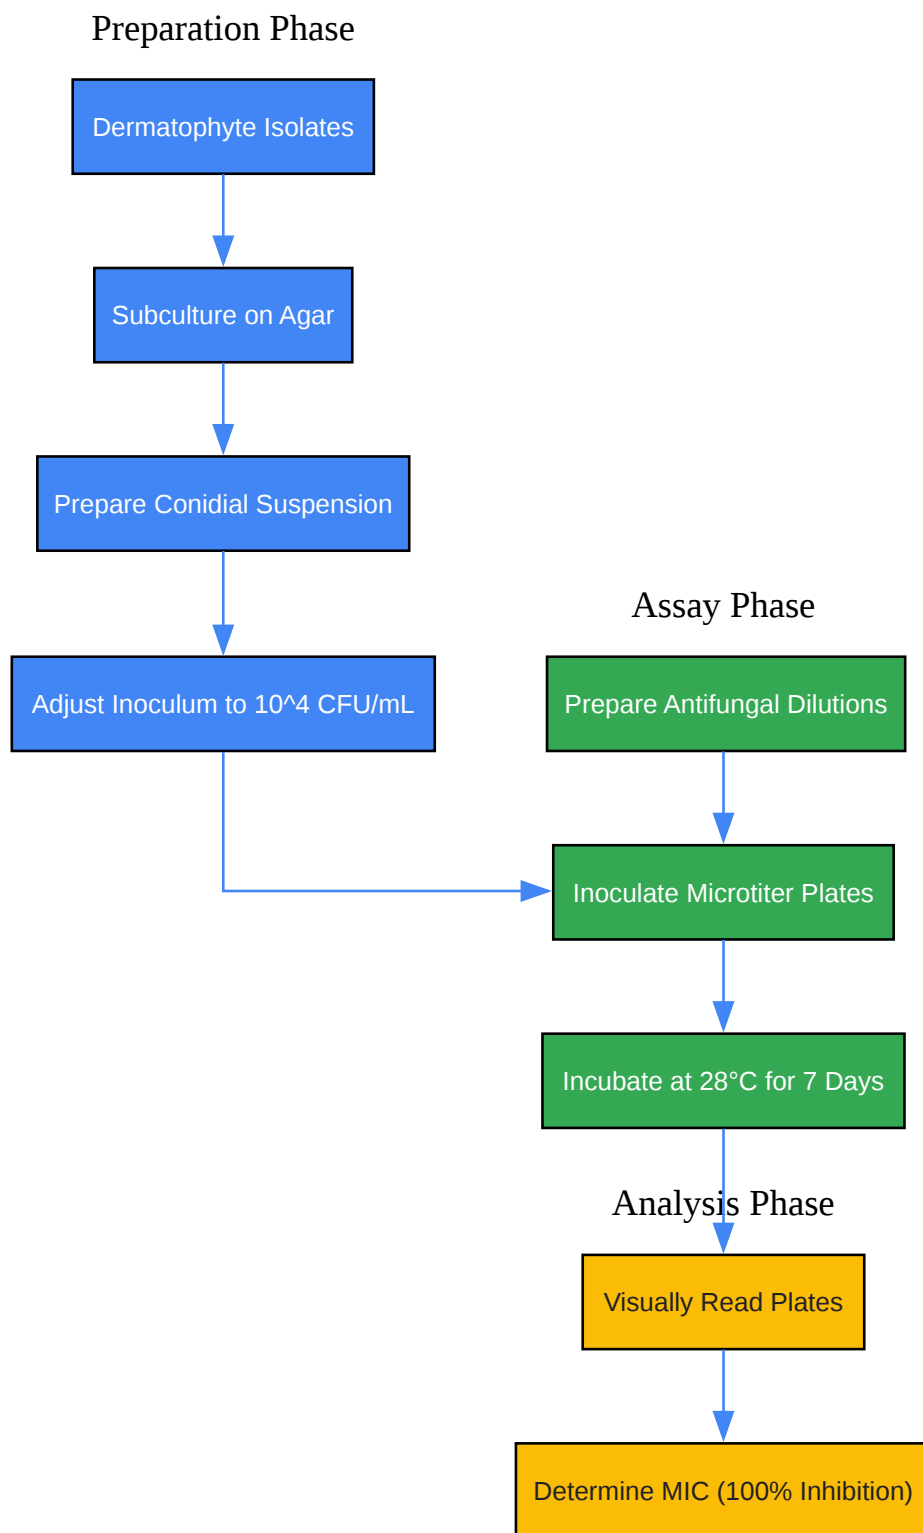 Preparation Phase
Dermatophyte Isolates
Subculture on Agar
Prepare Conidial Suspension
Adjust Inoculum to 10^4 CFU/mL
Assay Phase
Prepare Antifungal Dilutions
Inoculate Microtiter Plates
Incubate at 28°C for 7 Days
Analysis Phase
Visually Read Plates
Determine MIC (100% Inhibition)